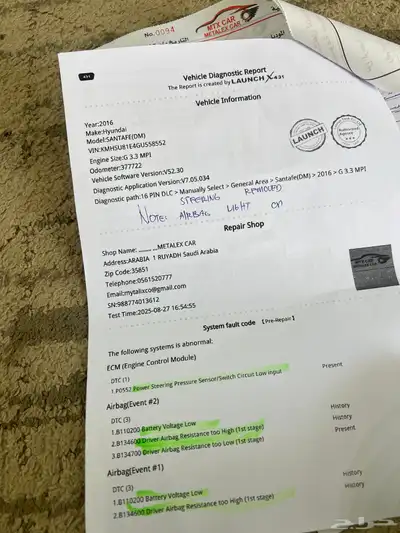 No.0094
MTX CAR
METALEX CAR
431
Vehicle Diagnostic Report
The Report is created by LAUNCH X-431
Vehicle Information
Year:2016
Make:Hyundai
Model:SANTAFE(DM)
VIN:KMHSU81E4GU558552
Engine Size:G 3.3 MPI
Odometer:377722
Vehicle Software Version:V52.30
Diagnostic Application Version:V7.05.034
Diagnostic path:16 PIN DLC > Manually Select > General Area > Santafe(DM) > 2016 > G 3.3 MPI
LAUNCH
STEERING REMOVED
NOTE: AIRBAG LIGHT ON
Repair Shop
Shop Name: METALEX CAR
Address:ARABIA 1 RUYADH Saudi Arabia
Zip Code:35851
Telephone:0561520777
Email:mytalixco@gmail.com
SN:988774013612
Test Time:2025-08-27 16:54:55
System fault code [Pre-Repair]
The following systems is abnormal:
ECM (Engine Control Module)
DTC (1)
1.P0552 Power Steering Pressure Sensor/Switch Circuit Low Input Present
Airbag(Event #2)
DTC (3)
1.B110200 Battery Voltage Low History
2.B134600 Driver Airbag Resistance too High (1st stage) History
3.B134700 Driver Airbag Resistance too Low (1st stage) Present
Airbag(Event #1)
DTC (3)
1.B110200 Battery Voltage Low History
2.B134600 Driver Airbag Resistance too High (1st stage) History
حراج